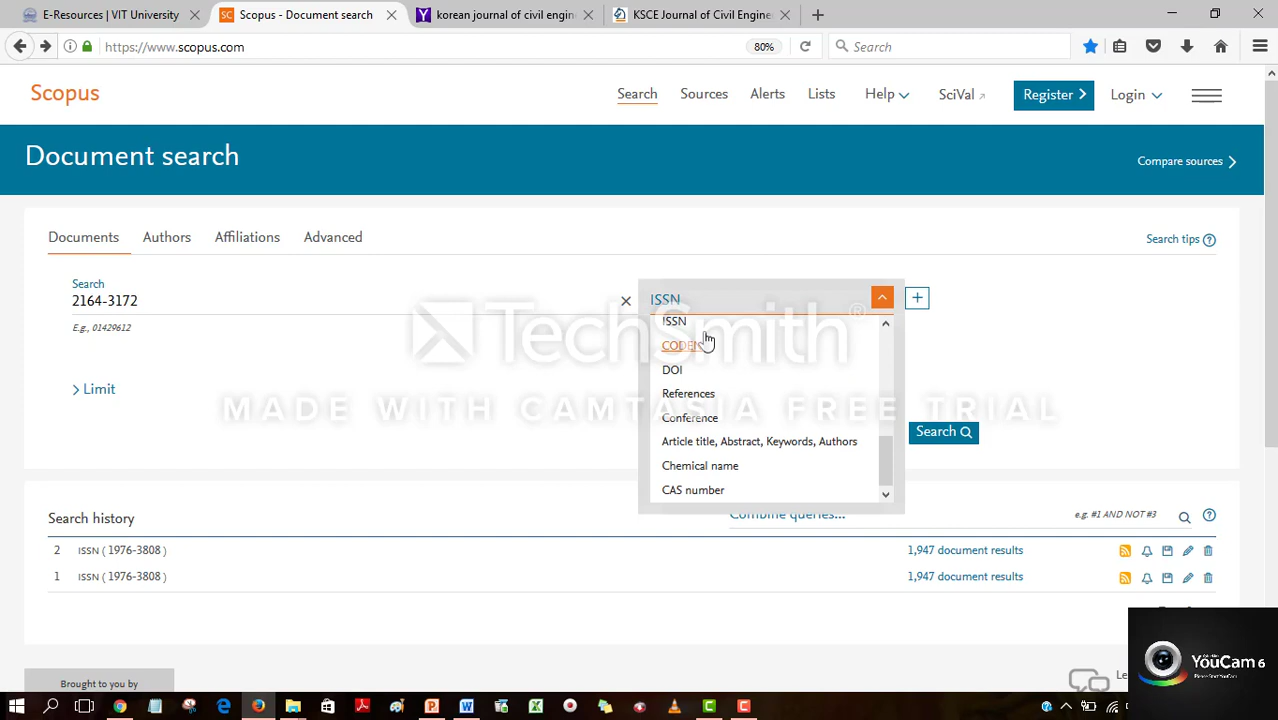 E-Resources | VIT University
SC Scopus - Document search
korean journal of civil engine
KSCE Journal of Civil Enginee
https://www.scopus.com
80%
Search
Scopus
Search
Sources
Alerts
Lists
Help
SciVal
Register
Login
Document search
Compare sources
Documents
Authors
Affiliations
Advanced
Search tips
Search
2164-3172
E.g., 01429612
ISSN
ISSN
CODEN
DOI
References
Conference
Article title, Abstract, Keywords, Authors
Chemical name
CAS number
TechSmith®
MADE WITH CAMTASIA FREE TRIAL
Limit
Search
Search history
Combine queries...
e.g. #1 AND NOT #3
2 ISSN ( 1976-3808 ) 1,947 document results
1 ISSN ( 1976-3808 ) 1,947 document results
Brought to you by
YouCam 6